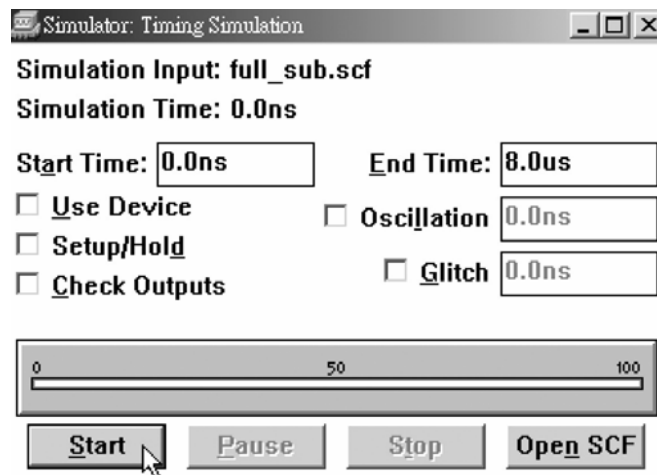 Simulator: Timing Simulation
Simulation Input: full_sub.scf
Simulation Time: 0.0ns
Start Time: 0.0ns End Time: 8.0us
Use Device
Oscillation 0.0ns
Setup/Hold
Glitch 0.0ns
Check Outputs
0 50 100
Start Pause Stop Open SCF